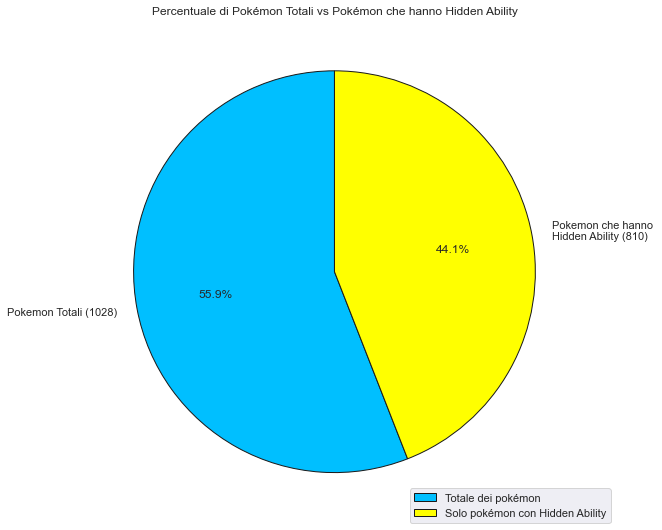 Percentuale di Pokémon Totali vs Pokémon che hanno Hidden Ability
Pokemon che hanno
Hidden Ability (810)
44.1%
55.9%
Pokemon Totali (1028)
Totale dei pokémon
Solo pokémon con Hidden Ability